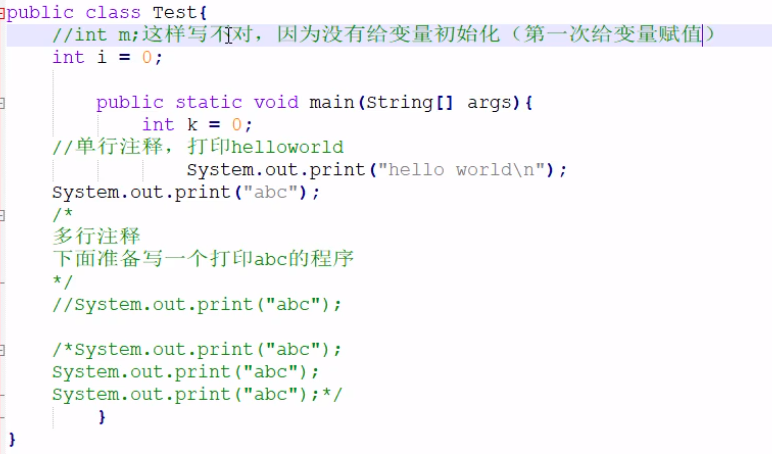 public class Test{
//int m;这样写不对，因为没有给变量初始化（第一次给变量赋值）
int i = 0;
public static void main(String[] args){
int k = 0;
//单行注释，打印helloworld
System.out.print("hello world\n");
System.out.print("abc");
/*
多行注释
下面准备写一个打印abc的程序
*/
//System.out.print("abc");
/*System.out.print("abc");
System.out.print("abc");
System.out.print("abc");*/
}
}